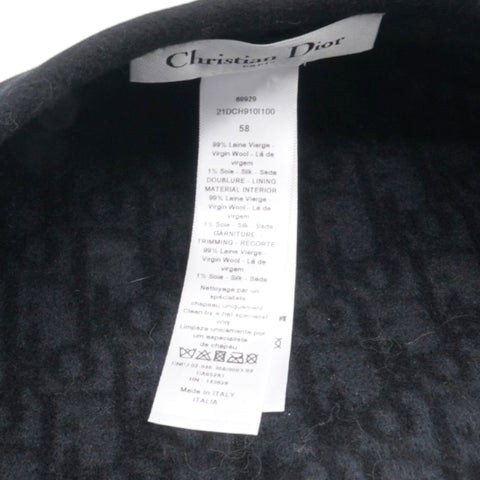 Christian Dior
PARIS
69929
21DCH910I100
58
99% Laine Vierge -
Virgin Wool - Lã de
virgem
1% Soie - Silk - Seda
DOUBLURE - LINING
MATERIAL INTERIOR
99% Laine Vierge -
Virgin Wool - Lã de
virgem
1% Soie - Silk - Seda
GARNITURE -
TRIMMING - RECORTE
99% Laine Vierge -
Virgin Wool - Lã de
virgem
1% Soie - Silk - Seda
Nettoyage par un
spécialiste
chapeau uniquement
Clean by a hat specialist
only
Limpeza unicamente por
um especialista
de chapéu
Made in ITALY
ITALIA